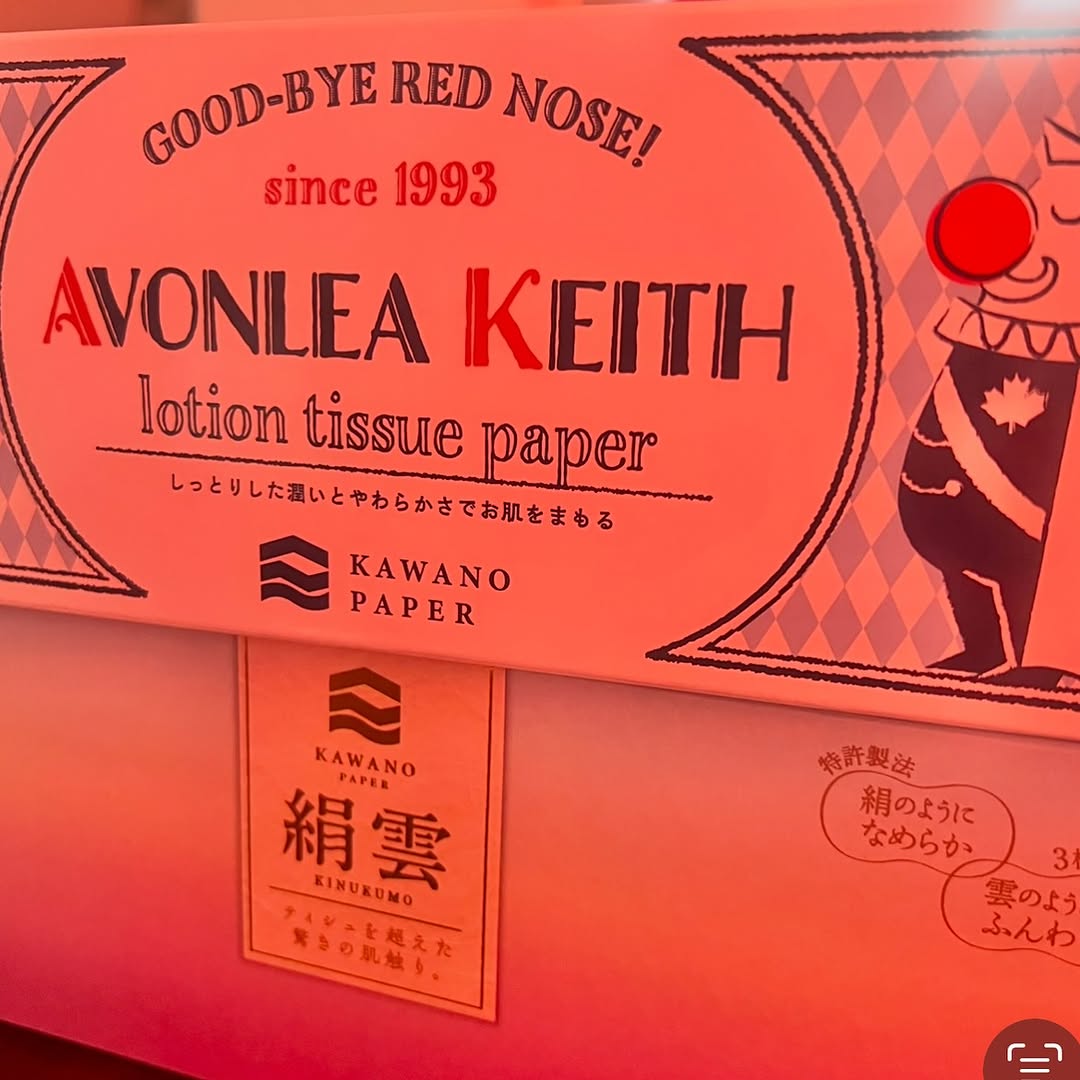 GOOD-BYE RED NOSE!
since 1993
AVONLEA KEITH
lotion tissue paper
しっとりした潤いとやわらかさでお肌をまもる
KAWANO
PAPER
KAWANO
PAPER
絹雲
KINUKUMO
ティシュを超えた
驚きの肌触り。
特許製法
絹のように
なめらか
3
雲のよう
ふんわ